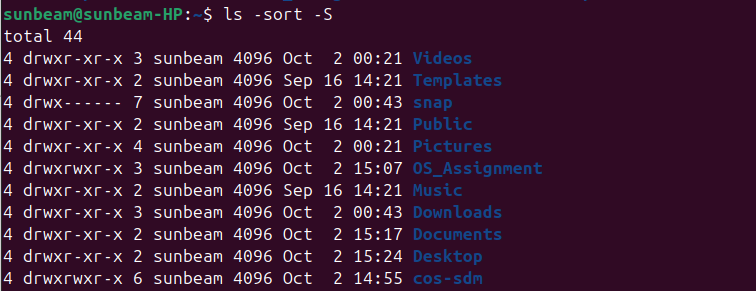 sunbeam@sunbeam-HP:~$ ls -sort -S
total 44
4 drwxr-xr-x 3 sunbeam 4096 Oct  2 00:21 Videos
4 drwxr-xr-x 2 sunbeam 4096 Sep 16 14:21 Templates
4 drwx------ 7 sunbeam 4096 Oct  2 00:43 snap
4 drwxr-xr-x 2 sunbeam 4096 Sep 16 14:21 Public
4 drwxr-xr-x 4 sunbeam 4096 Oct  2 00:21 Pictures
4 drwxrwxr-x 3 sunbeam 4096 Oct  2 15:07 OS_Assignment
4 drwxr-xr-x 2 sunbeam 4096 Sep 16 14:21 Music
4 drwxr-xr-x 3 sunbeam 4096 Oct  2 00:43 Downloads
4 drwxr-xr-x 2 sunbeam 4096 Oct  2 15:17 Documents
4 drwxr-xr-x 2 sunbeam 4096 Oct  2 15:24 Desktop
4 drwxrwxr-x 6 sunbeam 4096 Oct  2 14:55 cos-sdm